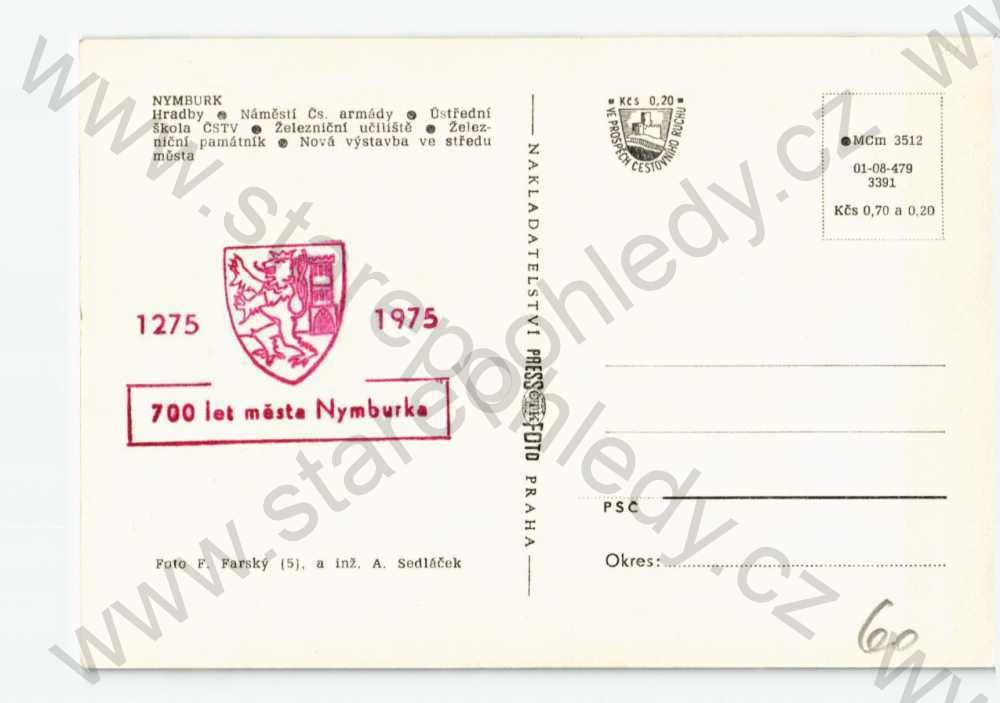 NYMBURK
Hradby ● Náměstí Čs. armády ● Ústřední
škola ČSTV ● Železniční učiliště ● Želez-
niční památník ● Nová výstavba ve středu
města
1275 1975
700 let města Nymburka
Foto F. Farský (5), a inž. A. Sedláček
NAKLADATELSTVÍ PRESSFOTO PRAHA
ČTK
Kčs 0,20
VE PROSPĚCH CESTOVNÍHO RUCHU
MCm 3512
01-08-479
3391
Kčs 0,70 a 0,20
PSČ
Okres:
60
www.starepohledy.cz
www.starepohledy.cz
www.
www.